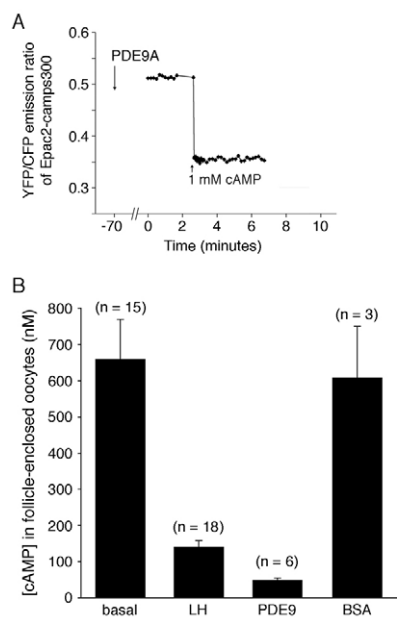 A
YFP/CFP emission ratio
of Epac2-camps300
0.5
0.4
0.3
PDE9A
1 mM cAMP
-70
//
0
2
4
6
8
10
Time (minutes)
B
[cAMP] in follicle-enclosed oocytes (nM)
800
700
600
500
400
300
200
100
0
(n = 15)
(n = 18)
(n = 6)
(n = 3)
basal
LH
PDE9
BSA